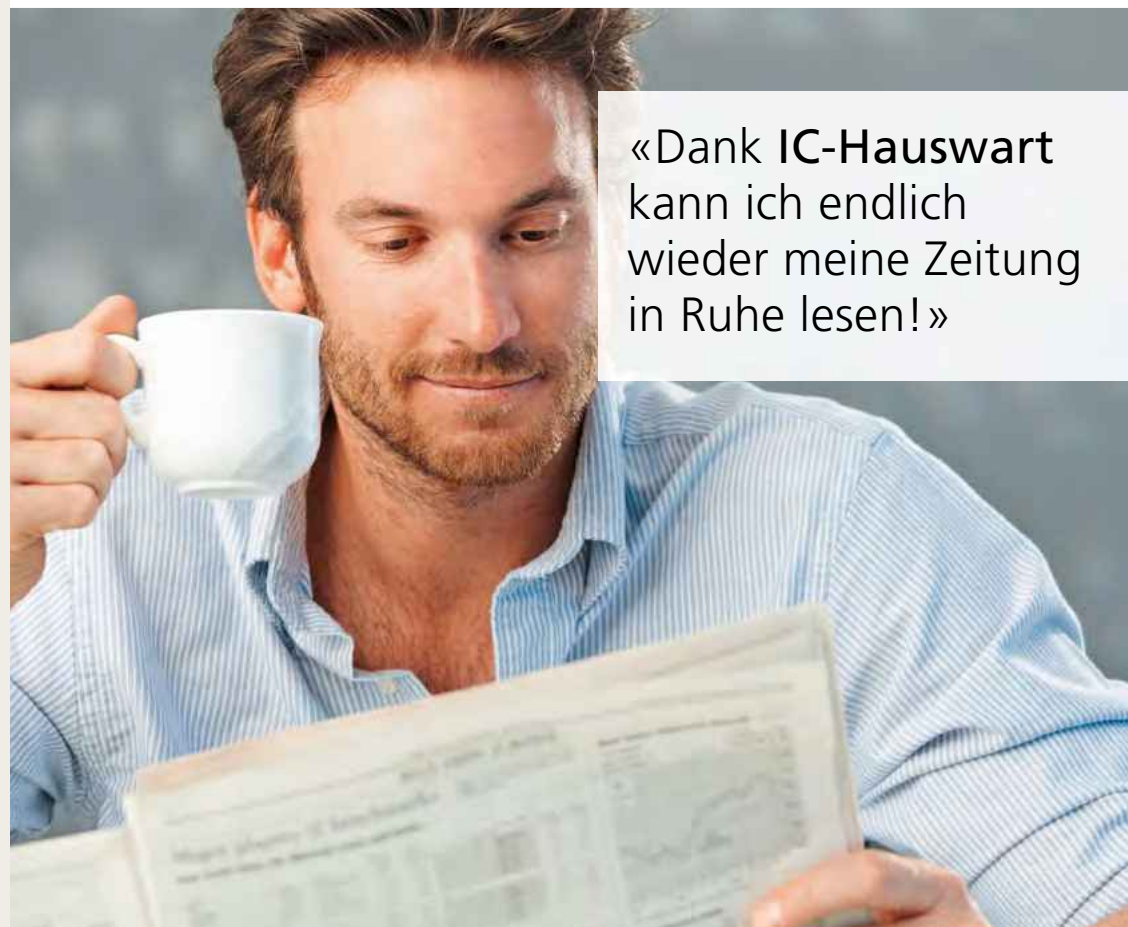 «Dank IC-Hauswart
kann ich endlich
wieder meine Zeitung
in Ruhe lesen!»